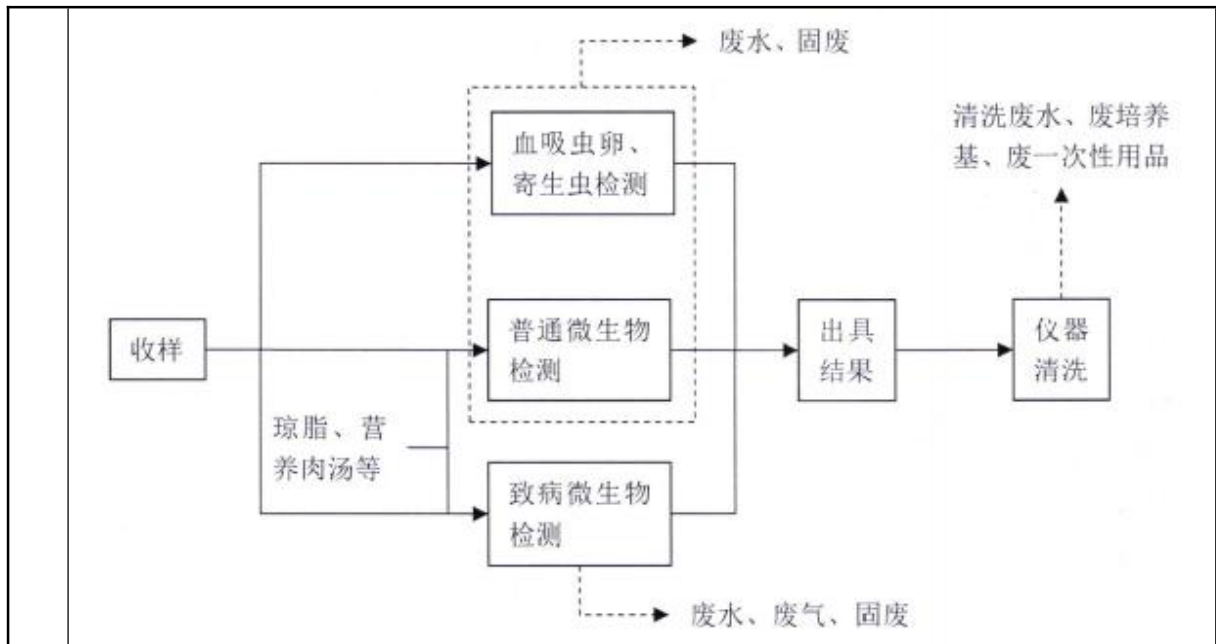 废水、固废
清洗废水、废培养
基、废一次性用品
血吸虫卵、
寄生虫检测
收样
普通微生物
检测
出具
结果
仪器
清洗
琼脂、营
养肉汤等
致病微生物
检测
废水、废气、固废